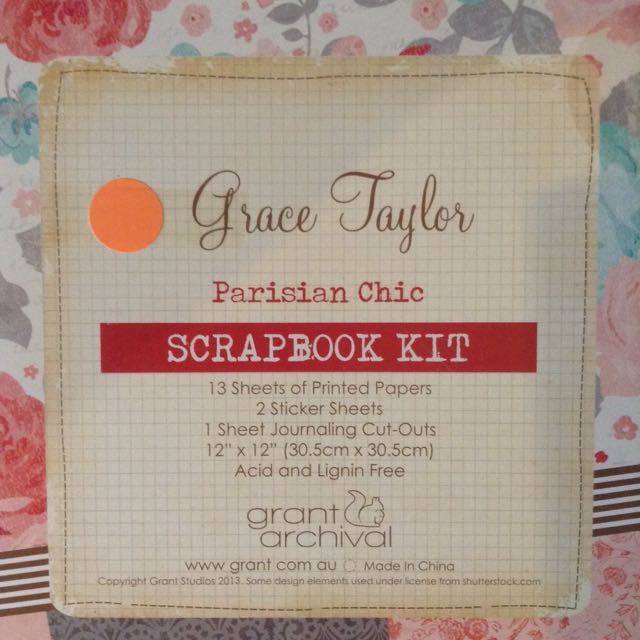 Grace Taylor
Parisian Chic
SCRAPBOOK KIT
13 Sheets of Printed Papers
2 Sticker Sheets
1 Sheet Journaling Cut-Outs
12" x 12" (30.5cm x 30.5cm)
Acid and Lignin Free
grant
archival
www.grant.com.au Made In China
Copyright Grant Studios 2013. Some design elements used under license from shutterstock.com